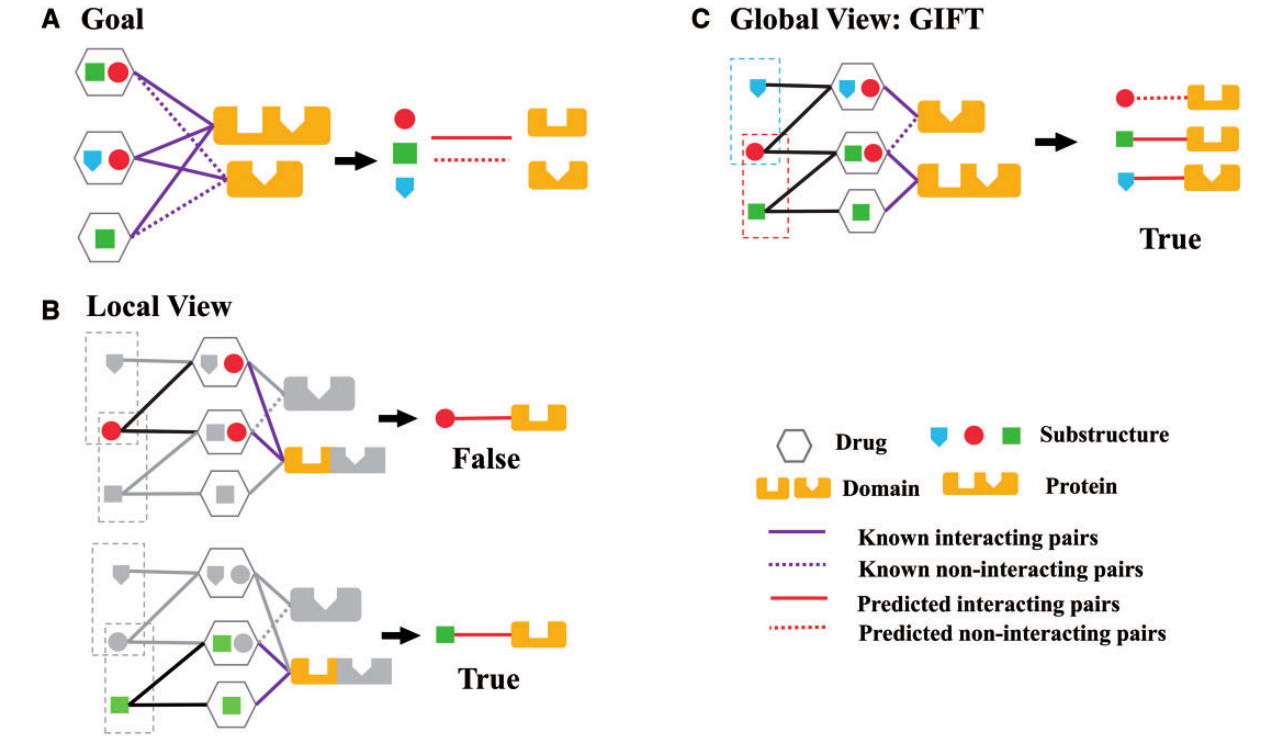 A Goal
B Local View
False
True
C Global View: GIFT
True
Drug
Substructure
Domain
Protein
Known interacting pairs
Known non-interacting pairs
Predicted interacting pairs
Predicted non-interacting pairs